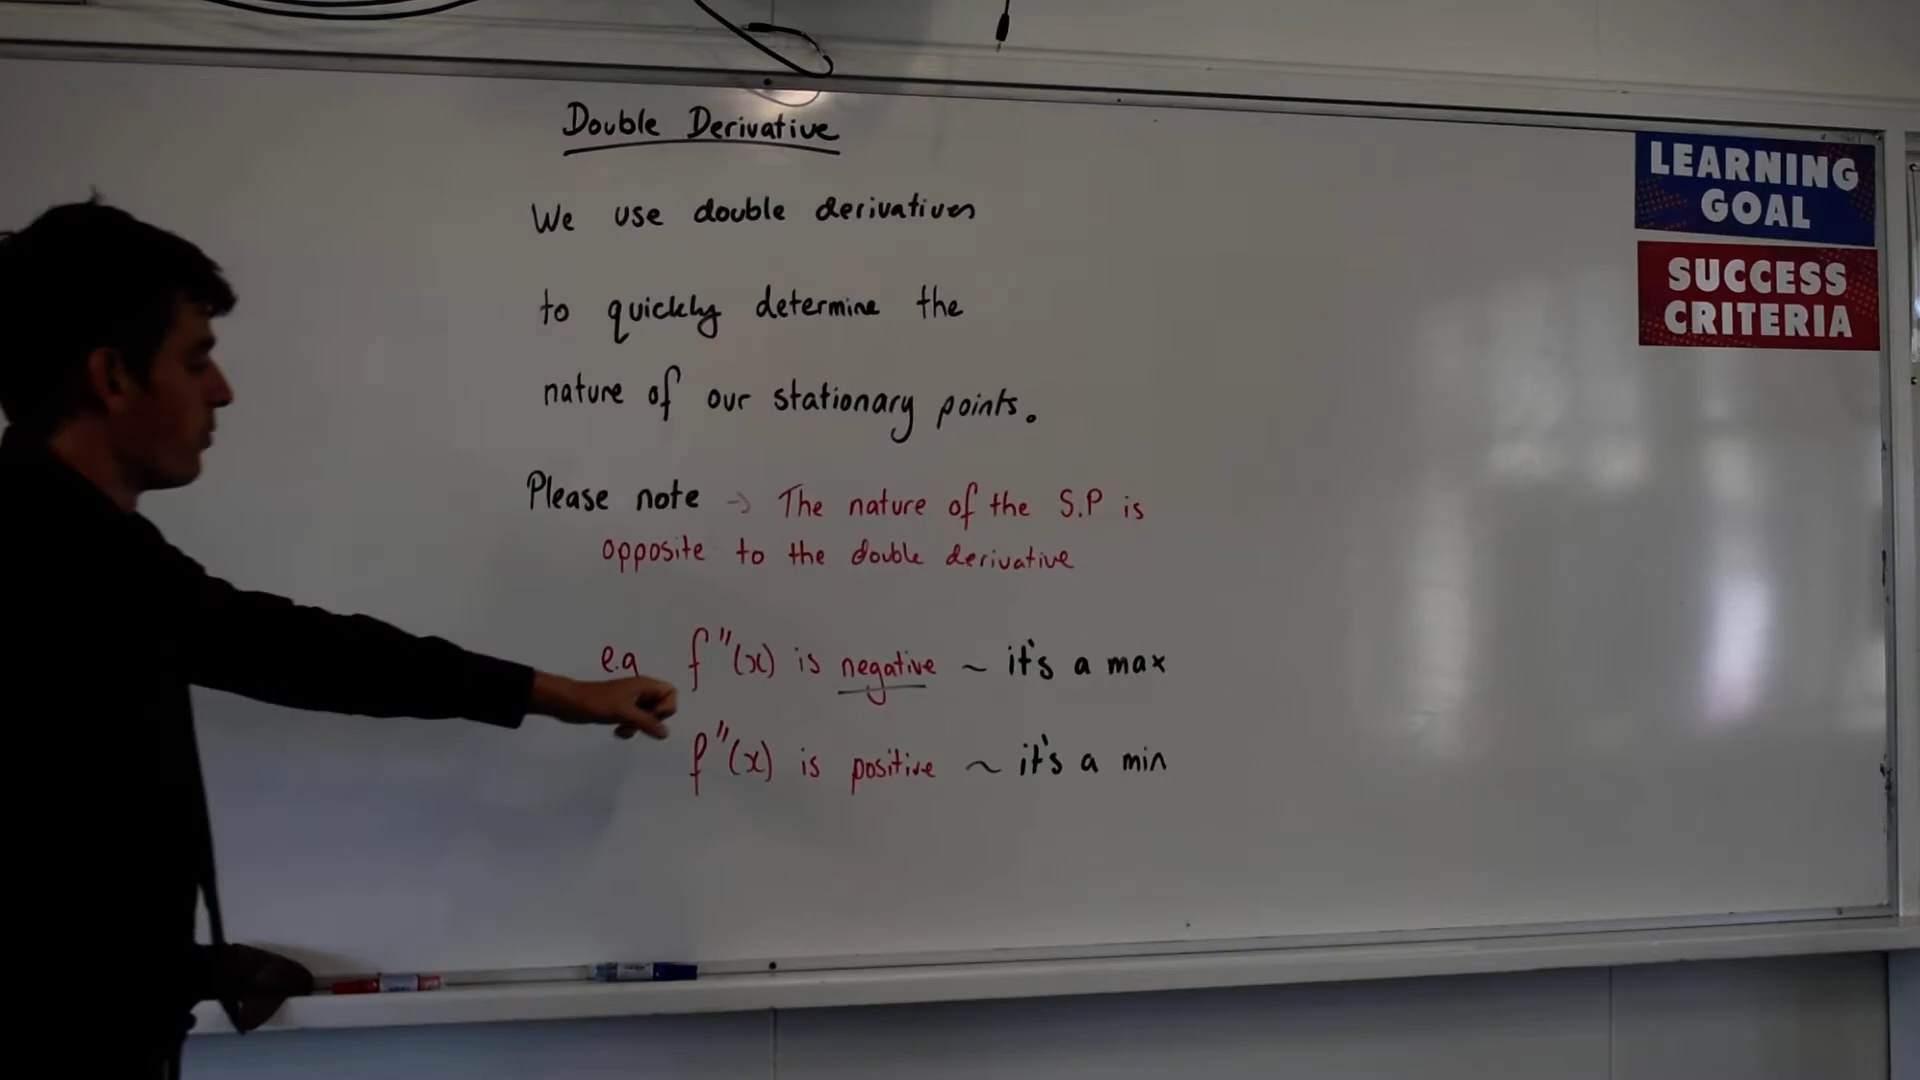 Double Derivative
We use double derivatives
to quickly determine the
nature of our stationary points.
Please note → The nature of the S.P is
opposite to the double derivative
e.g f"(x) is negative ~ it's a max
f"(x) is positive ~ it's a min
LEARNING
GOAL
SUCCESS
CRITERIA